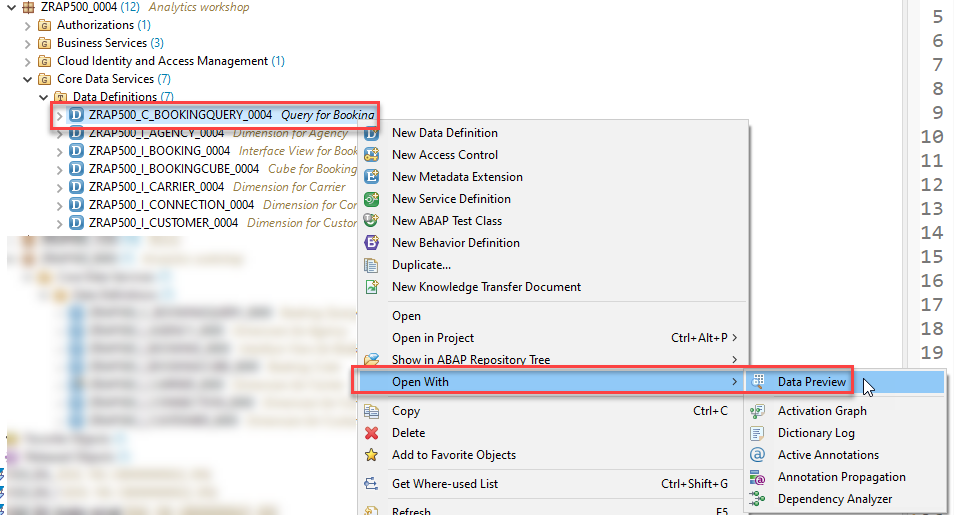 ZRAP500_0004 (12) Analytics workshop
Authorizations (1)
Business Services (3)
Cloud Identity and Access Management (1)
Core Data Services (7)
Data Definitions (7)
ZRAP500_C_BOOKINGQUERY_0004 Query for Booking
ZRAP500_I_AGENCY_0004 Dimension for Agency
ZRAP500_I_BOOKING_0004 Interface View for Book
ZRAP500_I_BOOKINGCUBE_0004 Cube for Booki
ZRAP500_I_CARRIER_0004 Dimension for Carrier
ZRAP500_I_CONNECTION_0004 Dimension for Con
ZRAP500_I_CUSTOMER_0004 Dimension for Custo
New Data Definition
New Access Control
New Metadata Extension
New Service Definition
New ABAP Test Class
New Behavior Definition
Duplicate...
New Knowledge Transfer Document
Open
Open in Project Ctrl+Alt+P
Show in ABAP Repository Tree
Open With
Copy Ctrl+C
Delete
Add to Favorite Objects
Get Where-used List Ctrl+Shift+G
Refresh F5
Data Preview
Activation Graph
Dictionary Log
Active Annotations
Annotation Propagation
Dependency Analyzer
5
6
7
8
9
10
11
12
13
14
15
16
17
18
19